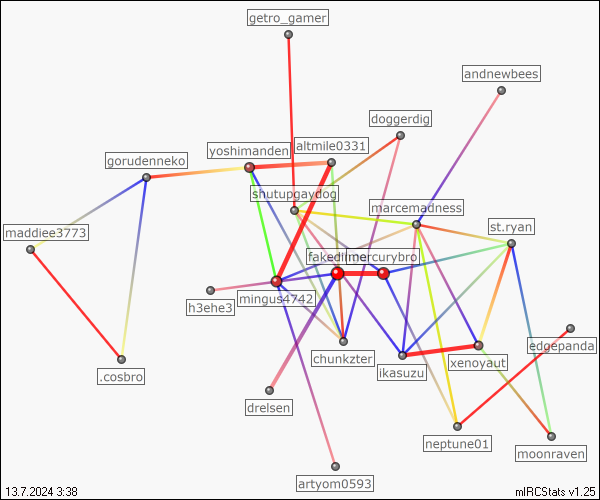 getro_gamer
andnewbees
doggerdig
altmile0331
yoshimanden
gorudenneko
shutupgaydog
marcemadness
maddiee3773
st.ryan
mercurybro
mingus4742
h3ehe3
edgepanda
chunkzter
xenoyaut
ikasuzu
.cosbro
drelsen
neptune01
moonraven
artyom0593
13.7.2024 3:38
mIRCStats v1.25